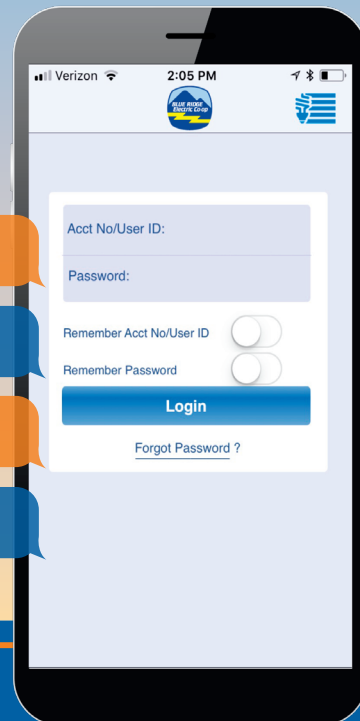 Verizon 2:05 PM
BLUE RIDGE
Electric Co-op
Acct No/User ID:
Password:
Remember Acct No/User ID
Remember Password
Login
Forgot Password ?